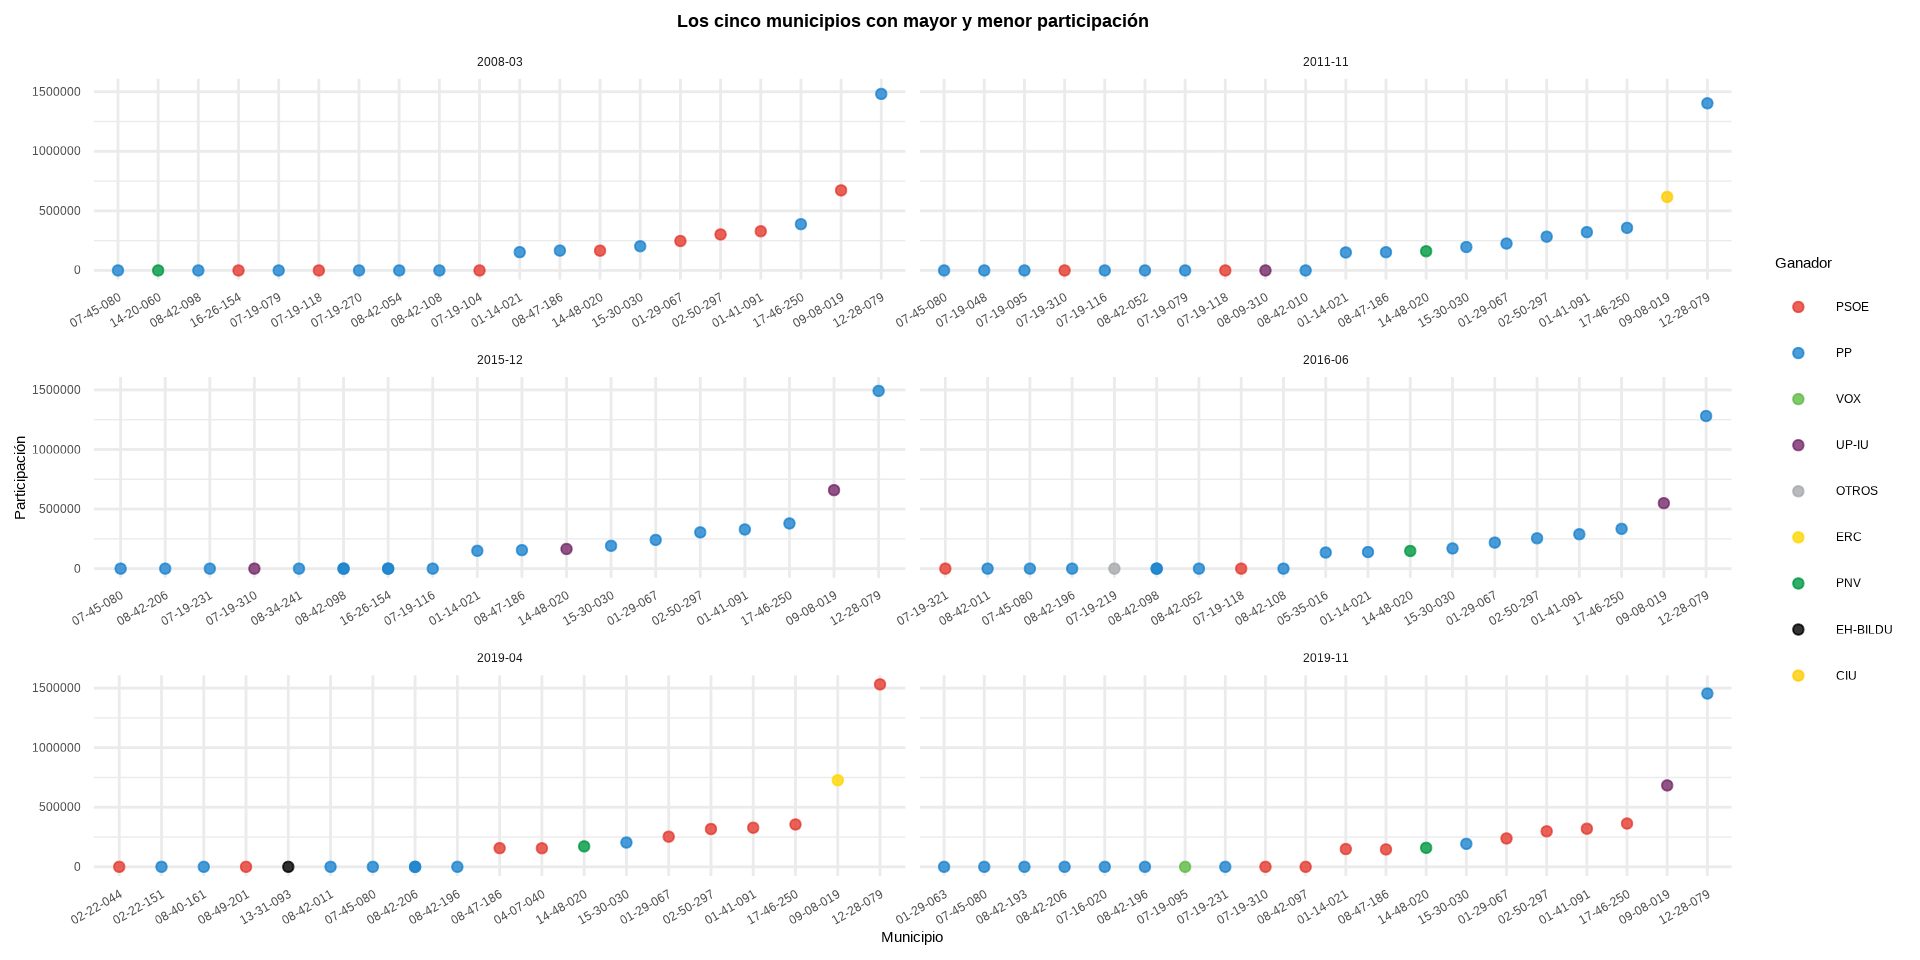 Los cinco municipios con mayor y menor participación
2008-03
1500000
1000000
500000
0
07-45-080 14-20-060 08-42-098 16-26-154 07-19-079 07-19-118 07-19-270 08-42-054 08-42-108 07-19-104 01-14-021 08-47-186 14-48-020 15-30-030 01-29-067 02-50-297 01-41-091 17-46-250 09-08-019 12-28-079
2011-11
07-45-080 07-19-048 07-19-095 07-19-310 07-19-116 08-42-052 07-19-079 07-19-118 08-09-310 08-42-010 01-14-021 08-47-186 14-48-020 15-30-030 01-29-067 02-50-297 01-41-091 17-46-250 09-08-019 12-28-079
2015-12
1500000
1000000
500000
0
07-45-080 08-42-206 07-19-231 07-19-310 08-34-241 08-42-098 16-26-154 07-19-116 01-14-021 08-47-186 14-48-020 15-30-030 01-29-067 02-50-297 01-41-091 17-46-250 09-08-019 12-28-079
2016-06
07-19-321 08-42-011 07-45-080 08-42-196 07-19-219 08-42-098 08-42-052 07-19-118 08-42-108 05-35-016 01-14-021 14-48-020 15-30-030 01-29-067 02-50-297 01-41-091 17-46-250 09-08-019 12-28-079
2019-04
1500000
1000000
500000
0
02-22-044 02-22-151 08-40-161 08-49-201 13-31-093 08-42-011 07-45-080 08-42-206 08-42-196 08-47-186 04-07-040 14-48-020 15-30-030 01-29-067 02-50-297 01-41-091 17-46-250 09-08-019 12-28-079
2019-11
01-29-063 07-45-080 08-42-193 08-42-206 07-16-020 08-42-196 07-19-095 07-19-231 07-19-310 08-42-097 01-14-021 08-47-186 14-48-020 15-30-030 01-29-067 02-50-297 01-41-091 17-46-250 09-08-019 12-28-079
Participación
Municipio
Ganador
PSOE
PP
VOX
UP-IU
OTROS
ERC
PNV
EH-BILDU
CIU